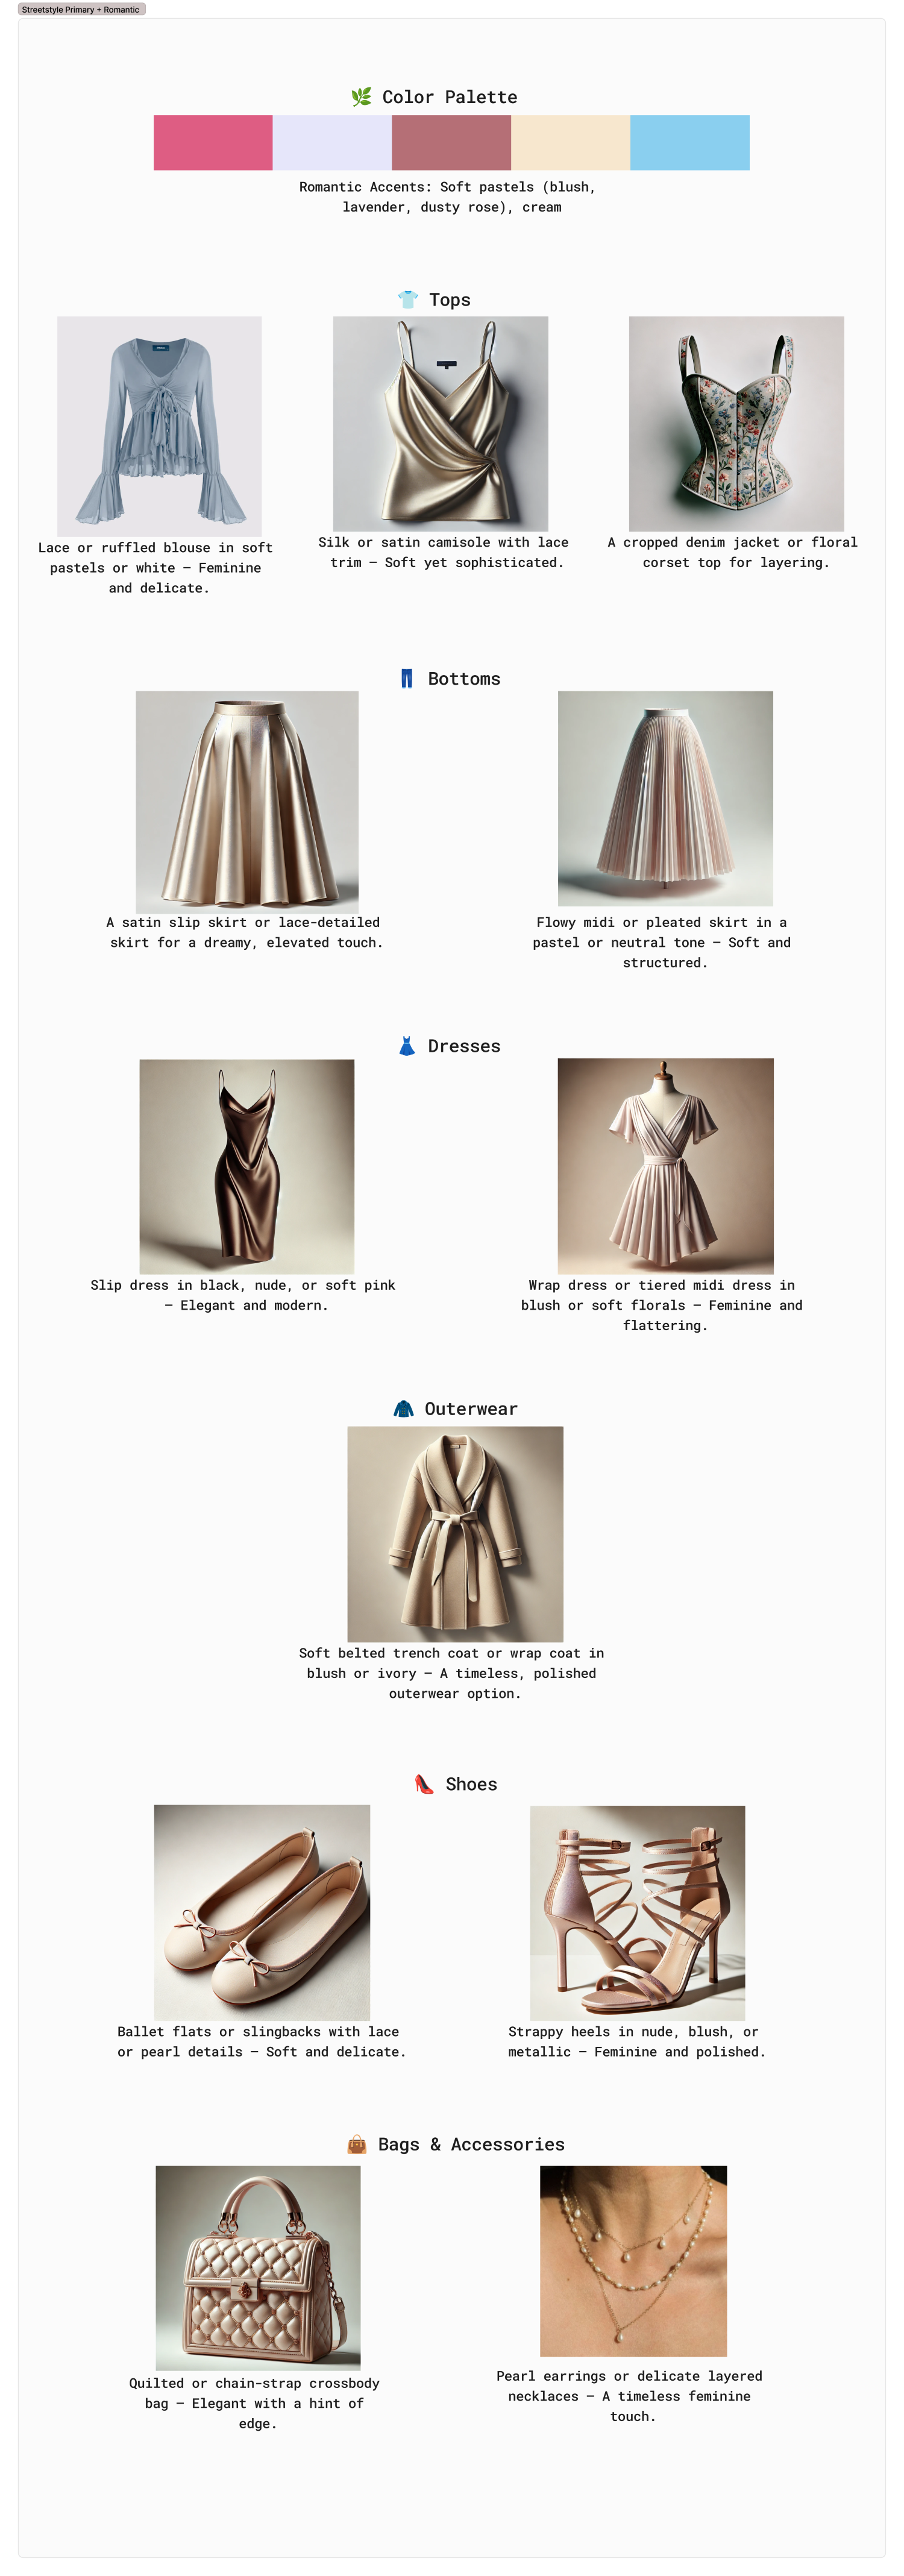 Streetstyle Primary + Romantic
🌿 Color Palette
Romantic Accents: Soft pastels (blush,
lavender, dusty rose), cream
👕 Tops
Lace or ruffled blouse in soft
pastels or white — Feminine
and delicate.
Silk or satin camisole with lace
trim — Soft yet sophisticated.
A cropped denim jacket or floral
corset top for layering.
👖 Bottoms
A satin slip skirt or lace-detailed
skirt for a dreamy, elevated touch.
Flowy midi or pleated skirt in a
pastel or neutral tone — Soft and
structured.
👗 Dresses
Slip dress in black, nude, or soft pink
— Elegant and modern.
Wrap dress or tiered midi dress in
blush or soft florals — Feminine and
flattering.
🧥 Outerwear
Soft belted trench coat or wrap coat in
blush or ivory — A timeless, polished
outerwear option.
👠 Shoes
Ballet flats or slingbacks with lace
or pearl details — Soft and delicate.
Strappy heels in nude, blush, or
metallic — Feminine and polished.
👜 Bags & Accessories
Quilted or chain-strap crossbody
bag — Elegant with a hint of
edge.
Pearl earrings or delicate layered
necklaces — A timeless feminine
touch.